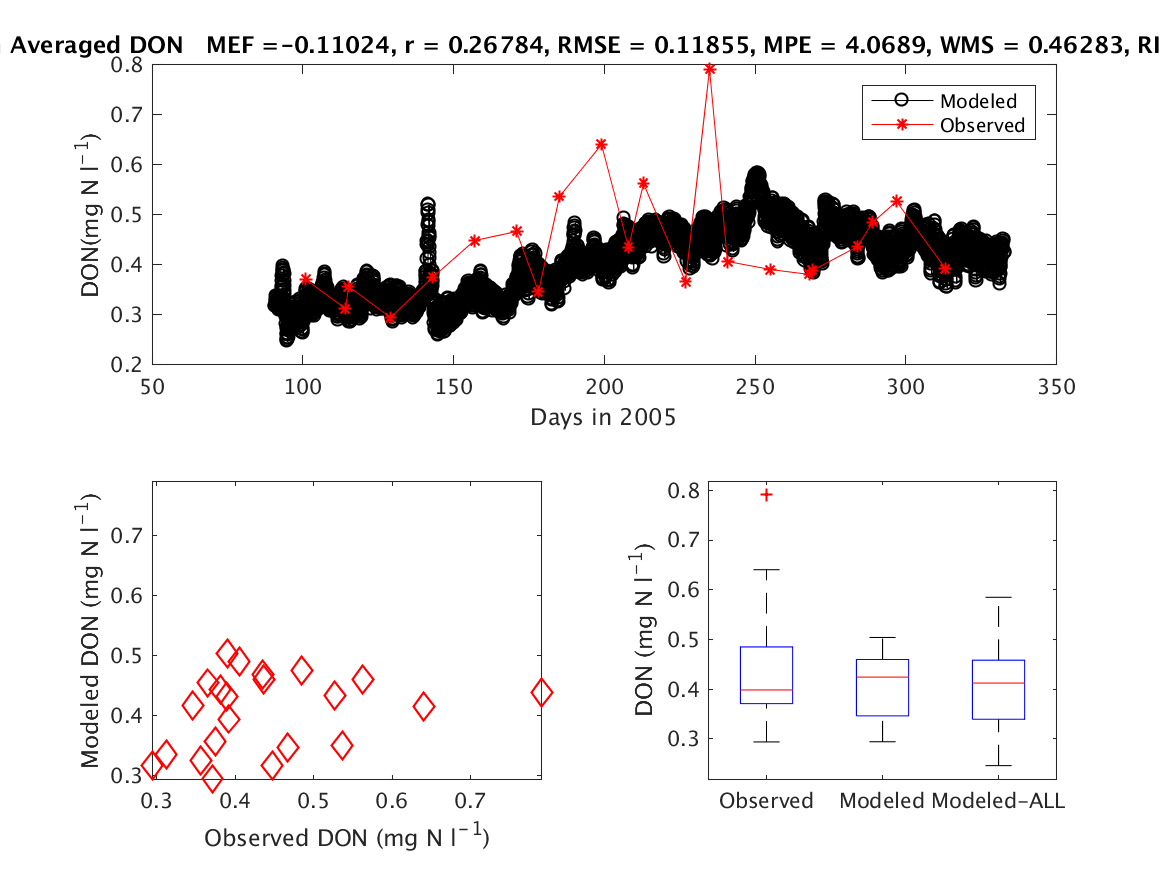 Averaged DON MEF =-0.11024, r = 0.26784, RMSE = 0.11855, MPE = 4.0689, WMS = 0.46283, RI
0.8
0.7
0.6
0.5
0.4
0.3
0.2
DON(mg N l⁻¹)
Modeled
Observed
50 100 150 200 250 300 350
Days in 2005
0.7
0.6
0.5
0.4
0.3
Modeled DON (mg N l⁻¹)
0.3 0.4 0.5 0.6 0.7
Observed DON (mg N l⁻¹)
0.8
0.7
0.6
0.5
0.4
0.3
DON (mg N l⁻¹)
Observed Modeled Modeled-ALL